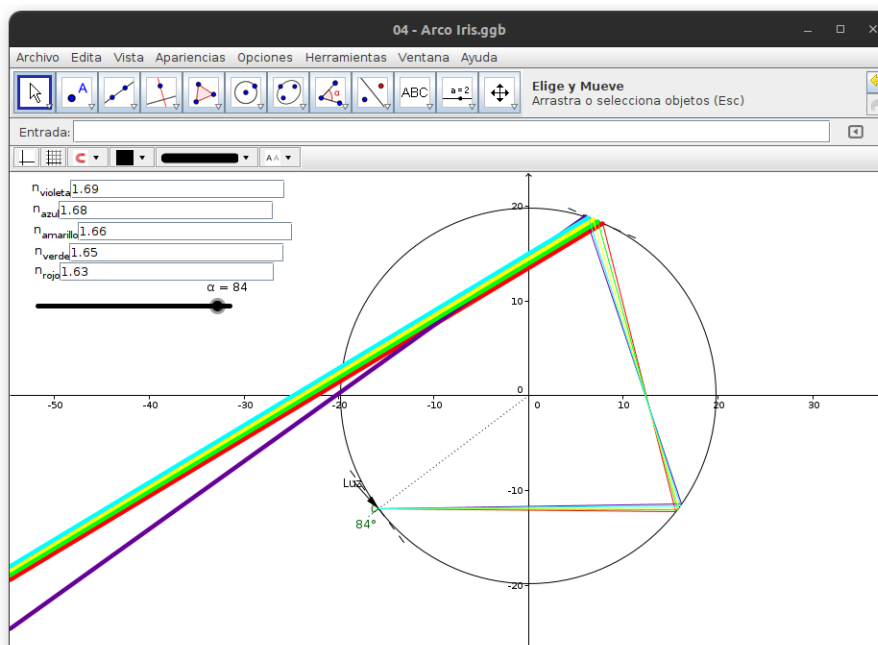 04 - Arco Iris.ggb
Archivo Edita Vista Apariencias Opciones Herramientas Ventana Ayuda
A
α
ABC
a = 2
Elige y Mueve
Arrastra o selecciona objetos (Esc)
Entrada:
A A
n violeta 1.69
n azul 1.68
n amarillo 1.66
n verde 1.65
n rojo 1.63
α = 84
20
10
0
-50 -40 -30 -20 -10 0 10 20 30
-10
-20
Luz
84°